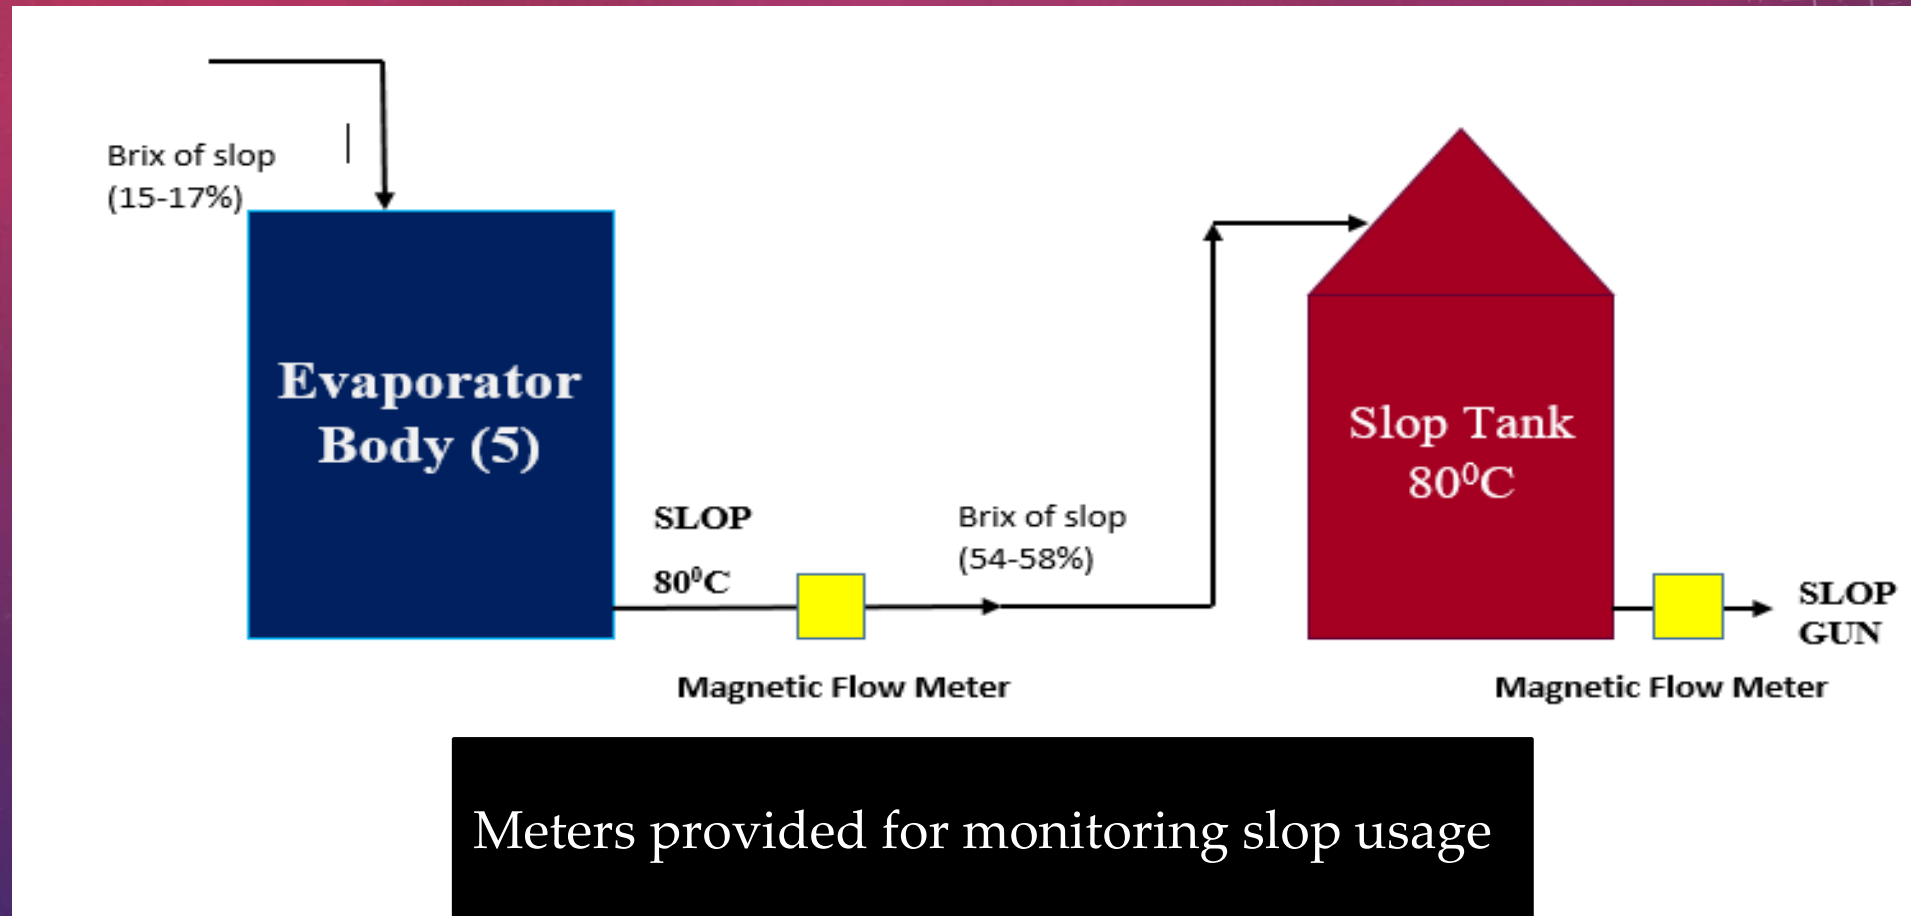 Brix of slop
(15-17%)
Evaporator
Body (5)
SLOP
80⁰C
Brix of slop
(54-58%)
Magnetic Flow Meter
Slop Tank
80⁰C
SLOP
GUN
Magnetic Flow Meter
Meters provided for monitoring slop usage